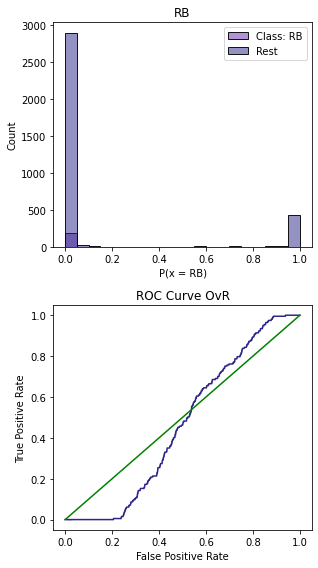 RB
3000
2500
2000
1500
1000
500
0
Count
Class: RB
Rest
0.0 0.2 0.4 0.6 0.8 1.0
P(x = RB)
ROC Curve OvR
1.0
0.8
0.6
0.4
0.2
0.0
True Positive Rate
0.0 0.2 0.4 0.6 0.8 1.0
False Positive Rate